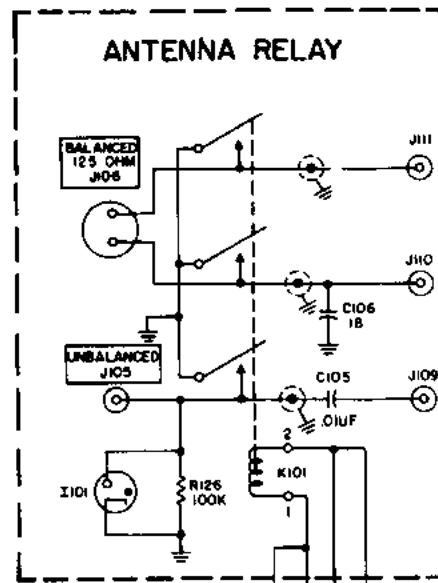 ANTENNA RELAY
BALANCED
125 OHM
J106
J111
J110
C106
18
UNBALANCED
J105
C105
.01UF
J109
I101
R126
100K
2
K101
1